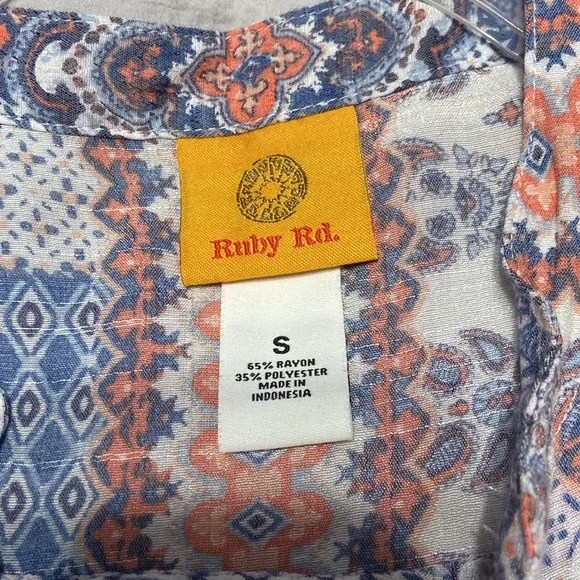 Ruby Rd.
S
65% RAYON
35% POLYESTER
MADE IN
INDONESIA